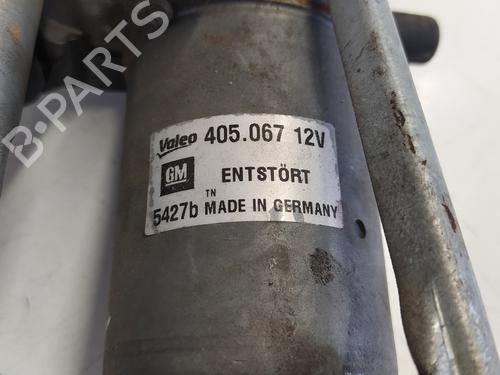 B-PARTS
Valeo 405.067 12V
GM ENTSTÖRT
TN
5427b MADE IN GERMANY